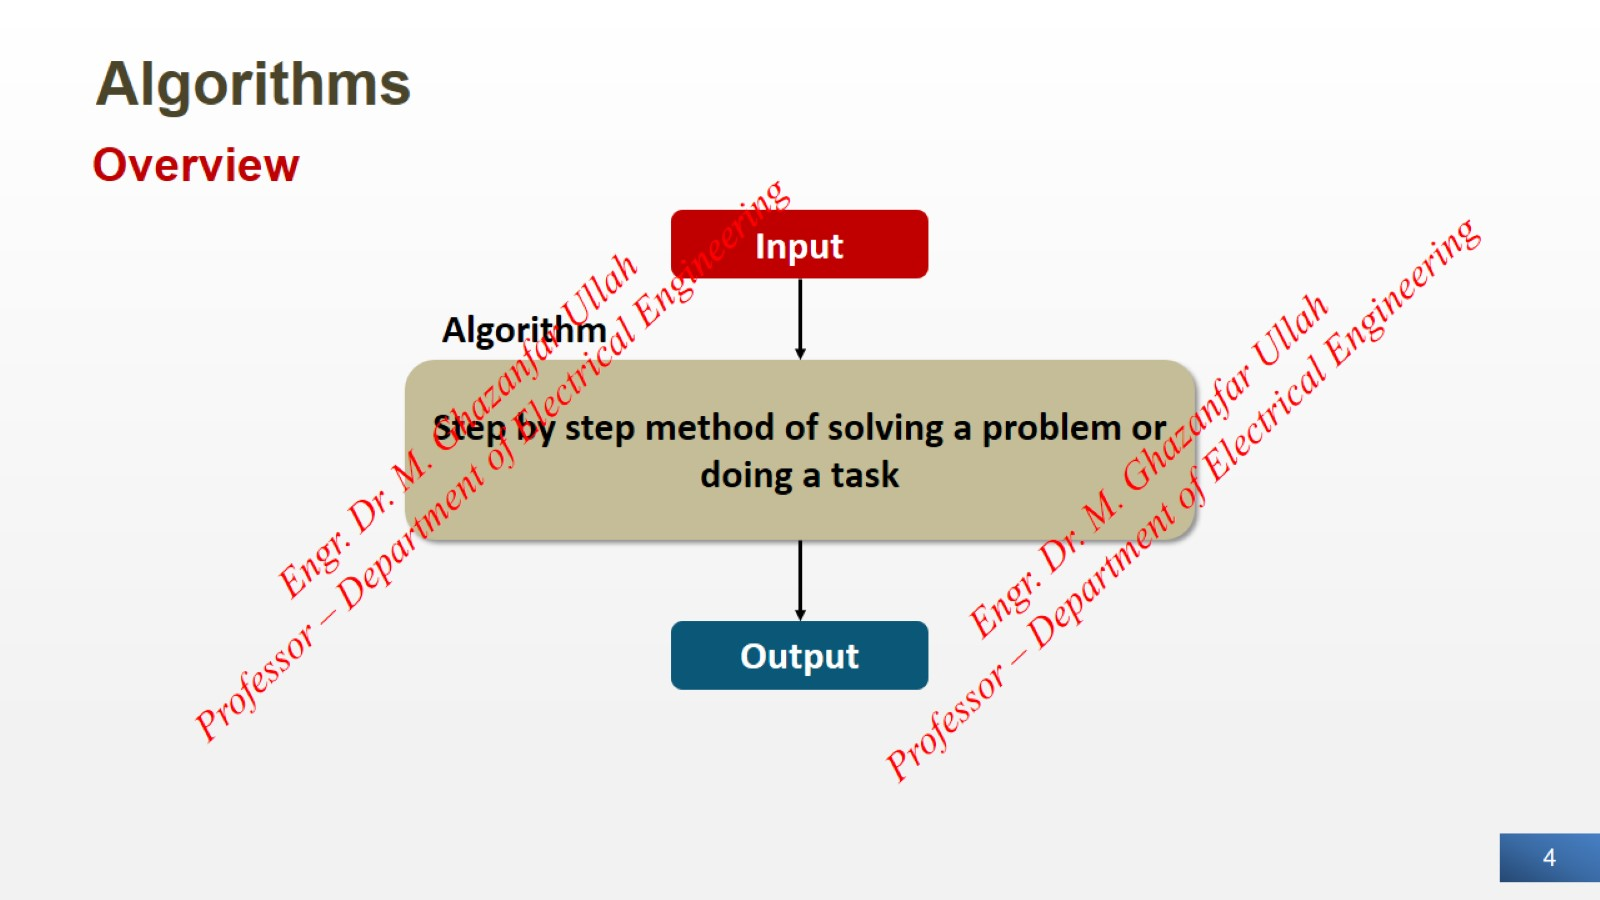 Algorithms
Overview
Input
Algorithm
Step by step method of solving a problem or
doing a task
Output
Engr. Dr. M. Ghazanfar Ullah
Professor – Department of Electrical Engineering
Engr. Dr. M. Ghazanfar Ullah
Professor – Department of Electrical Engineering
4